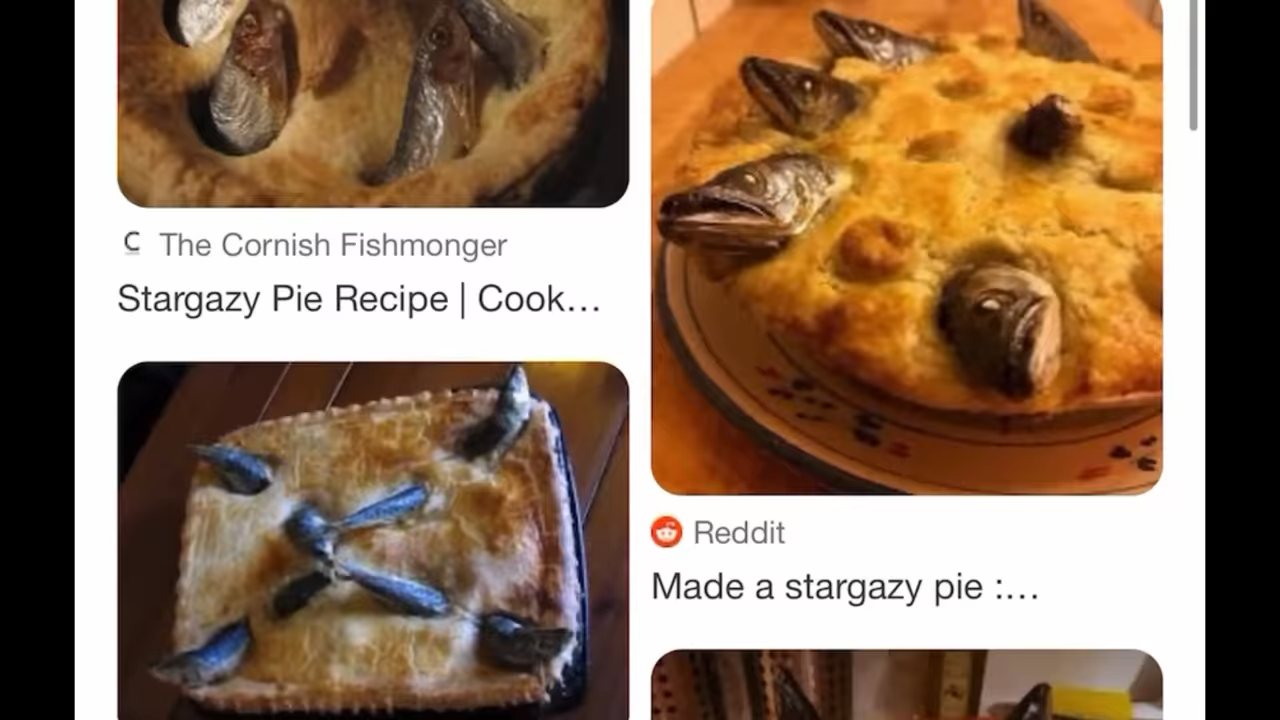 C The Cornish Fishmonger
Stargazy Pie Recipe | Cook…
Reddit
Made a stargazy pie :…